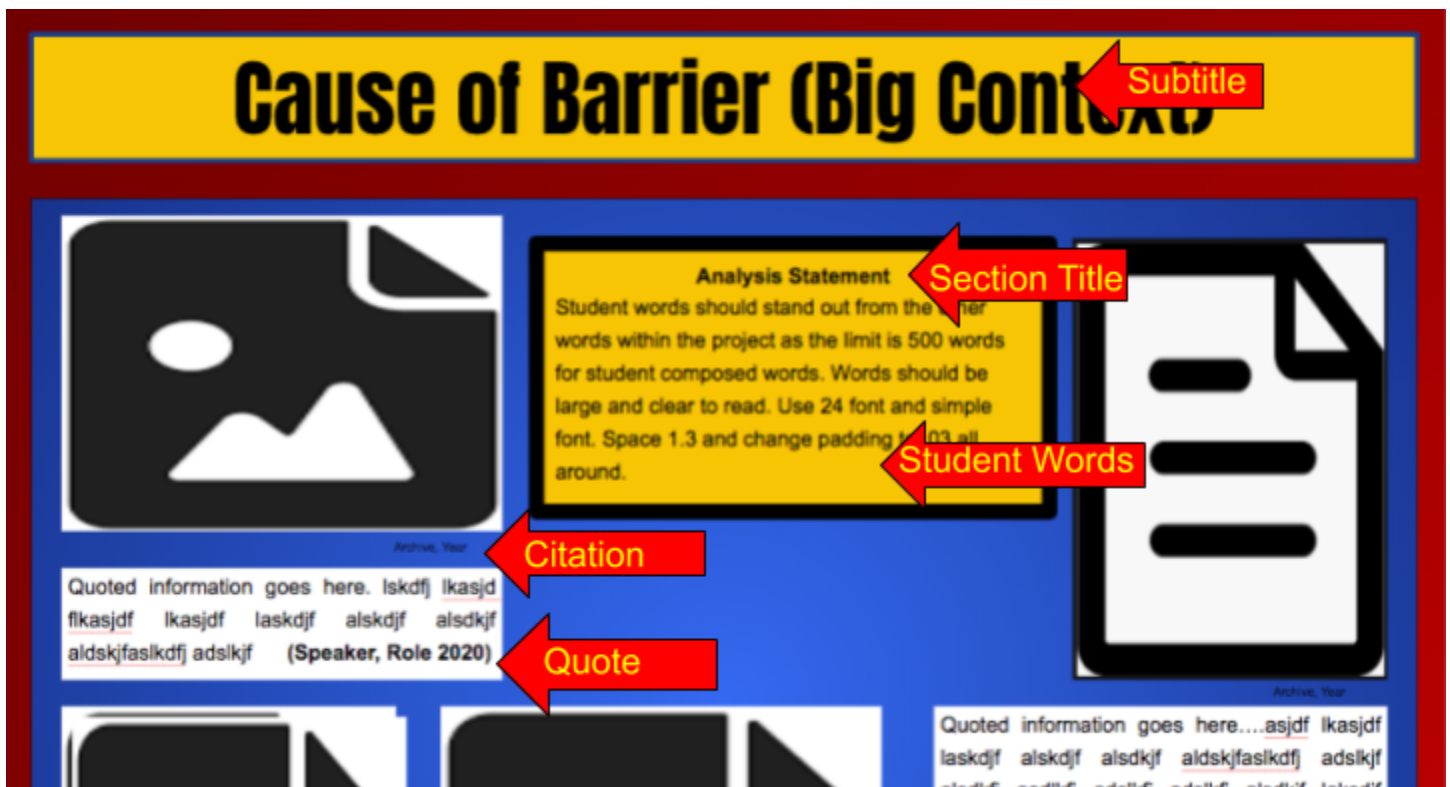 Cause of Barrier (Big Context)
Subtitle
Analysis Statement
Section Title
Student words should stand out from the other
words within the project as the limit is 500 words
for student composed words. Words should be
large and clear to read. Use 24 font and simple
font. Space 1.3 and change padding 03 all
around.
Student Words
Archive, Year
Citation
Quoted information goes here. lskdfj lkasjd
flkasjdf lkasjdf laskdjf alskdjf alsdkjf
aldskjfaslkdfj adslkjf (Speaker, Role 2020)
Quote
Archive, Year
Quoted information goes here....asjdf lkasjdf
laskdjf alskdjf alsdkjf aldskjfaslkdfj adslkjf